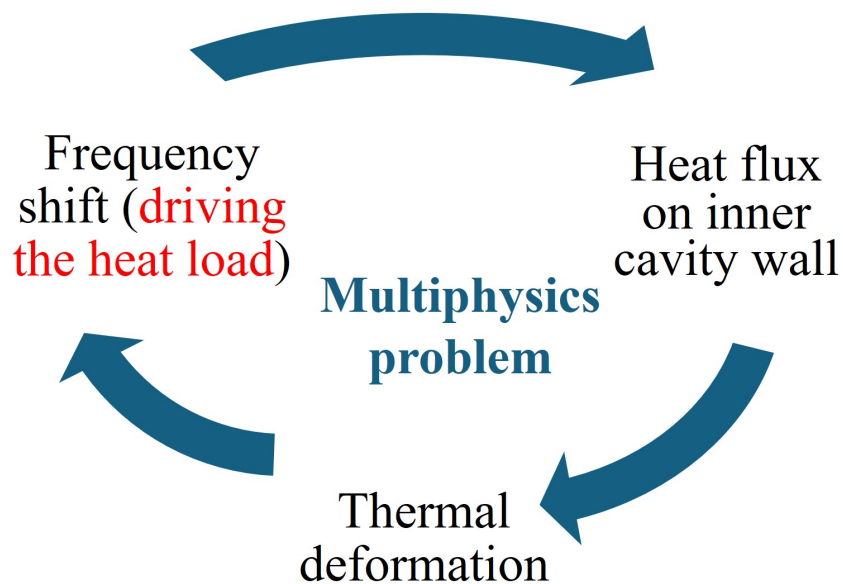 Frequency
shift (driving
the heat load)
Heat flux
on inner
cavity wall
Multiphysics
problem
Thermal
deformation